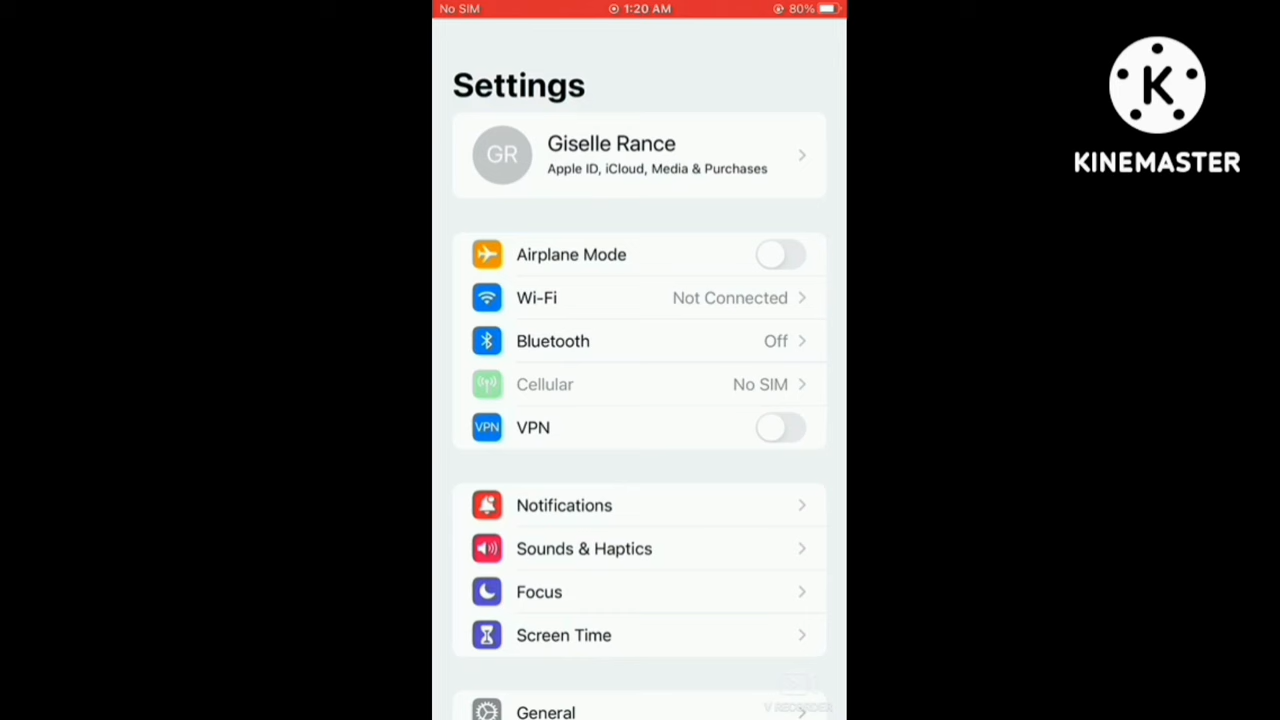 No SIM 1:20 AM 80%
Settings
GR Giselle Rance
Apple ID, iCloud, Media & Purchases
K
KINEMASTER
Airplane Mode
Wi-Fi Not Connected
Bluetooth Off
Cellular No SIM
VPN VPN
Notifications
Sounds & Haptics
Focus
Screen Time
General
V RECORDER